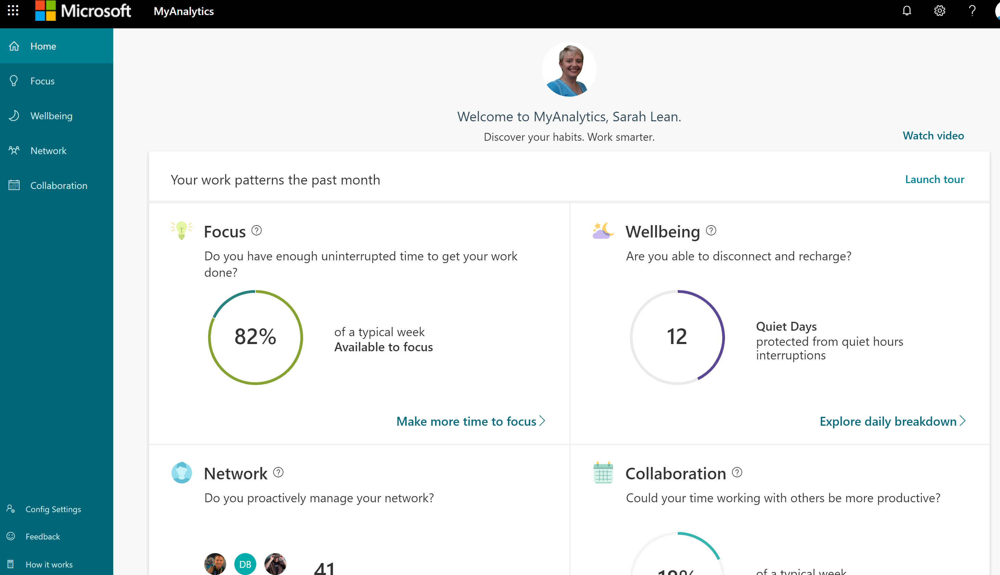 Microsoft
MyAnalytics
Home
Focus
Wellbeing
Network
Collaboration
Config Settings
Feedback
How it works
Welcome to MyAnalytics, Sarah Lean.
Discover your habits. Work smarter.
Watch video
Your work patterns the past month
Launch tour
Focus ?
Do you have enough uninterrupted time to get your work
done?
82%
of a typical week
Available to focus
Make more time to focus
Wellbeing ?
Are you able to disconnect and recharge?
12
Quiet Days
protected from quiet hours
interruptions
Explore daily breakdown
Network ?
Do you proactively manage your network?
DB
41
Collaboration ?
Could your time working with others be more productive?
18%
of a typical week